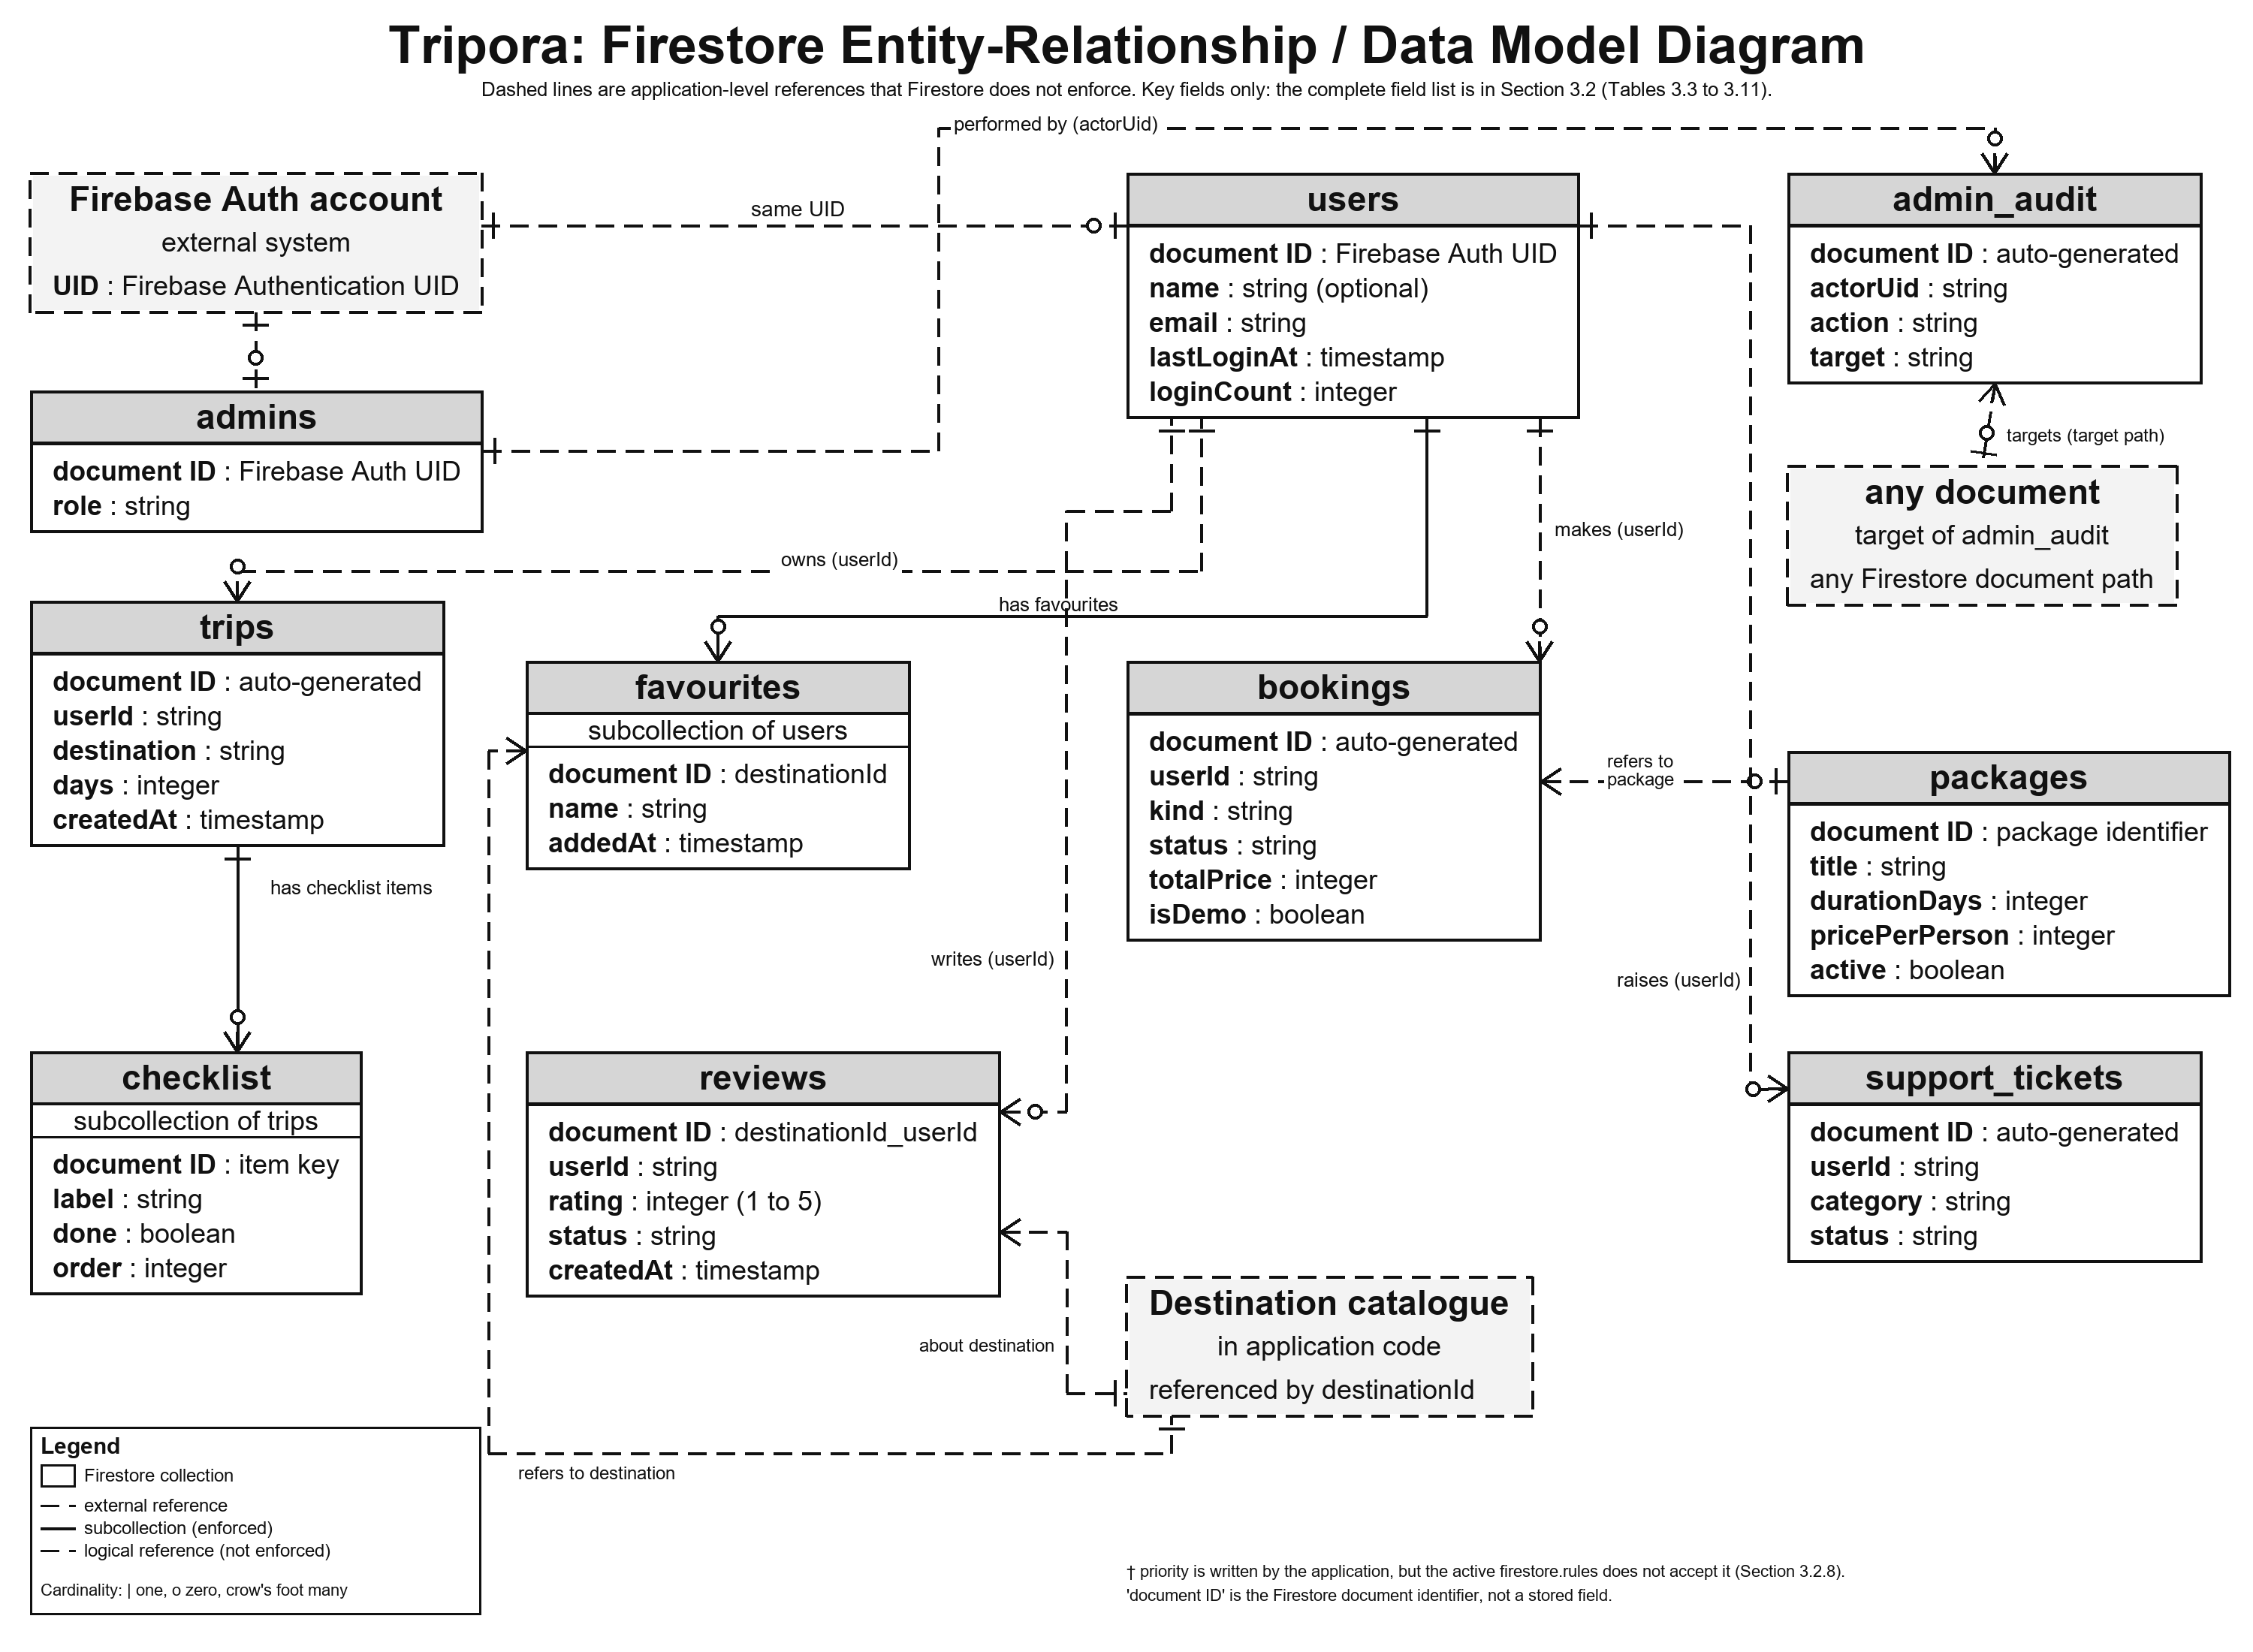 Tripora: Firestore Entity-Relationship / Data Model Diagram
Dashed lines are application-level references that Firestore does not enforce. Key fields only: the complete field list is in Section 3.2 (Tables 3.3 to 3.11).
performed by (actorUid)
Firebase Auth account
external system
UID : Firebase Authentication UID
same UID
users
document ID : Firebase Auth UID
name : string (optional)
email : string
lastLoginAt : timestamp
loginCount : integer
admin_audit
document ID : auto-generated
actorUid : string
action : string
target : string
admins
document ID : Firebase Auth UID
role : string
targets (target path)
any document
target of admin_audit
any Firestore document path
makes (userId)
owns (userId)
has favourites
trips
document ID : auto-generated
userId : string
destination : string
days : integer
createdAt : timestamp
favourites
subcollection of users
document ID : destinationId
name : string
addedAt : timestamp
bookings
document ID : auto-generated
userId : string
kind : string
status : string
totalPrice : integer
isDemo : boolean
refers to
package
packages
document ID : package identifier
title : string
durationDays : integer
pricePerPerson : integer
active : boolean
has checklist items
writes (userId)
raises (userId)
checklist
subcollection of trips
document ID : item key
label : string
done : boolean
order : integer
reviews
document ID : destinationId_userId
userId : string
rating : integer (1 to 5)
status : string
createdAt : timestamp
support_tickets
document ID : auto-generated
userId : string
category : string
status : string
about destination
Destination catalogue
in application code
referenced by destinationId
refers to destination
Legend
Firestore collection
external reference
subcollection (enforced)
logical reference (not enforced)
Cardinality: | one, o zero, crow's foot many
† priority is written by the application, but the active firestore.rules does not accept it (Section 3.2.8).
'document ID' is the Firestore document identifier, not a stored field.